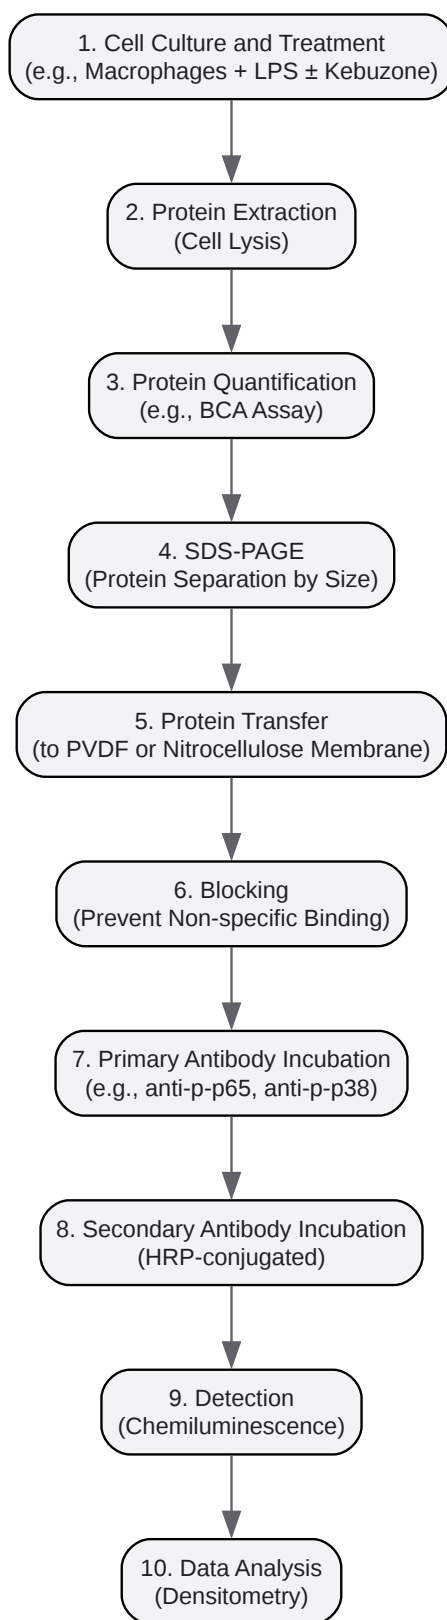 1. Cell Culture and Treatment
(e.g., Macrophages + LPS ± Kebuzone)
2. Protein Extraction
(Cell Lysis)
3. Protein Quantification
(e.g., BCA Assay)
4. SDS-PAGE
(Protein Separation by Size)
5. Protein Transfer
(to PVDF or Nitrocellulose Membrane)
6. Blocking
(Prevent Non-specific Binding)
7. Primary Antibody Incubation
(e.g., anti-p-p65, anti-p-p38)
8. Secondary Antibody Incubation
(HRP-conjugated)
9. Detection
(Chemiluminescence)
10. Data Analysis
(Densitometry)